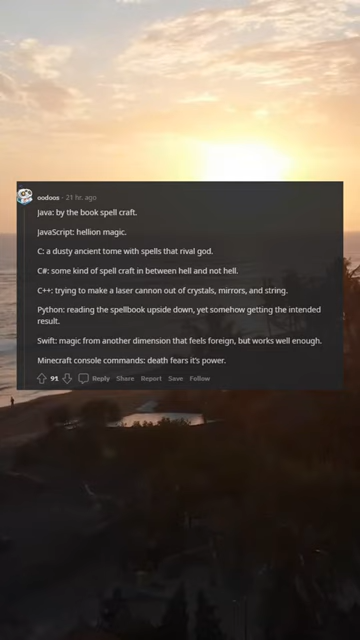 oodoos · 21 hr. ago
Java: by the book spell craft.
JavaScript: hellion magic.
C: a dusty ancient tome with spells that rival god.
C#: some kind of spell craft in between hell and not hell.
C++: trying to make a laser cannon out of crystals, mirrors, and string.
Python: reading the spellbook upside down, yet somehow getting the intended
result.
Swift: magic from another dimension that feels foreign, but works well enough.
Minecraft console commands: death fears it's power.
91 Reply Share Report Save Follow